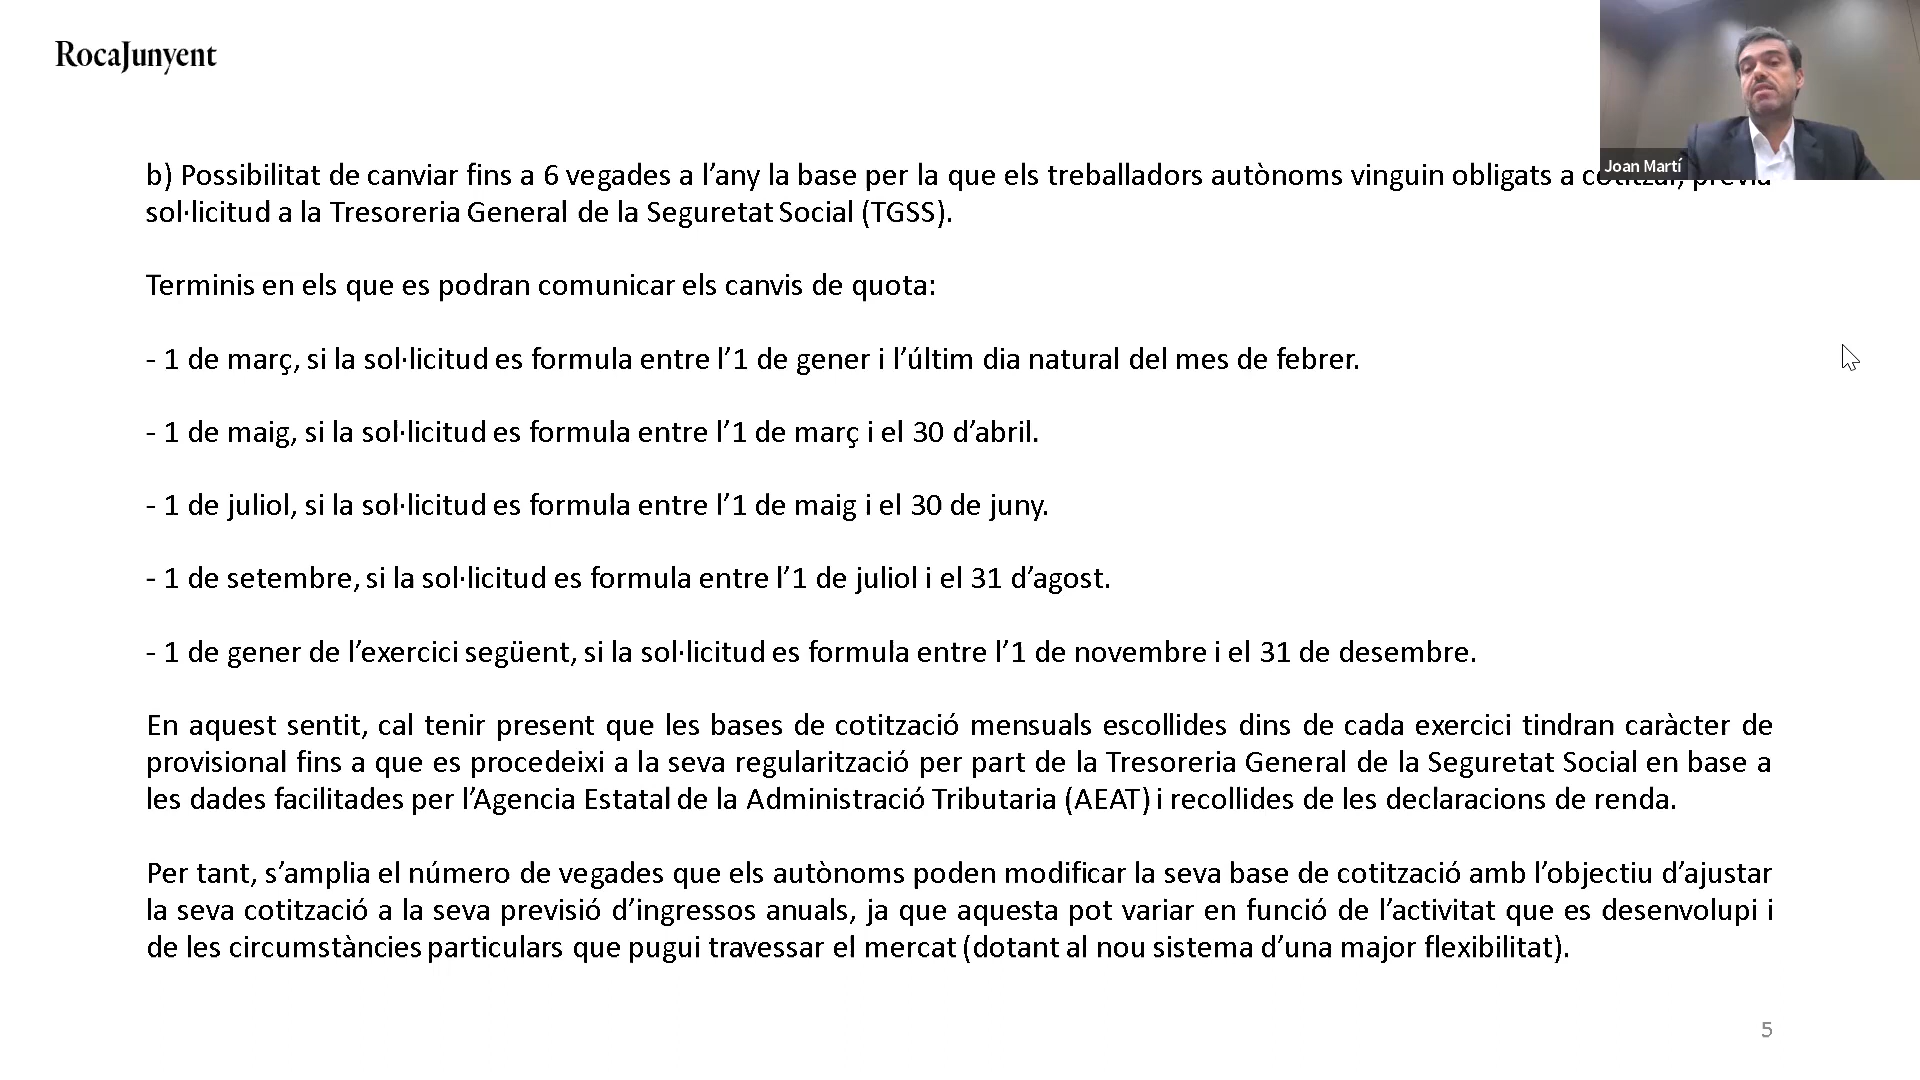 RocaJunyent
Joan Martí
b) Possibilitat de canviar fins a 6 vegades a l’any la base per la que els treballadors autònoms vinguin obligats a
sol·licitud a la Tresoreria General de la Seguretat Social (TGSS).
Terminis en els que es podran comunicar els canvis de quota:
- 1 de març, si la sol·licitud es formula entre l’1 de gener i l’últim dia natural del mes de febrer.
- 1 de maig, si la sol·licitud es formula entre l’1 de març i el 30 d’abril.
- 1 de juliol, si la sol·licitud es formula entre l’1 de maig i el 30 de juny.
- 1 de setembre, si la sol·licitud es formula entre l’1 de juliol i el 31 d’agost.
- 1 de gener de l’exercici següent, si la sol·licitud es formula entre l’1 de novembre i el 31 de desembre.
En aquest sentit, cal tenir present que les bases de cotització mensuals escollides dins de cada exercici tindran caràcter de
provisional fins a que es procedeixi a la seva regularització per part de la Tresoreria General de la Seguretat Social en base a
les dades facilitades per l’Agencia Estatal de la Administració Tributaria (AEAT) i recollides de les declaracions de renda.
Per tant, s’amplia el número de vegades que els autònoms poden modificar la seva base de cotització amb l’objectiu d’ajustar
la seva cotització a la seva previsió d’ingressos anuals, ja que aquesta pot variar en funció de l’activitat que es desenvolupi i
de les circumstàncies particulars que pugui travessar el mercat (dotant al nou sistema d’una major flexibilitat).
5